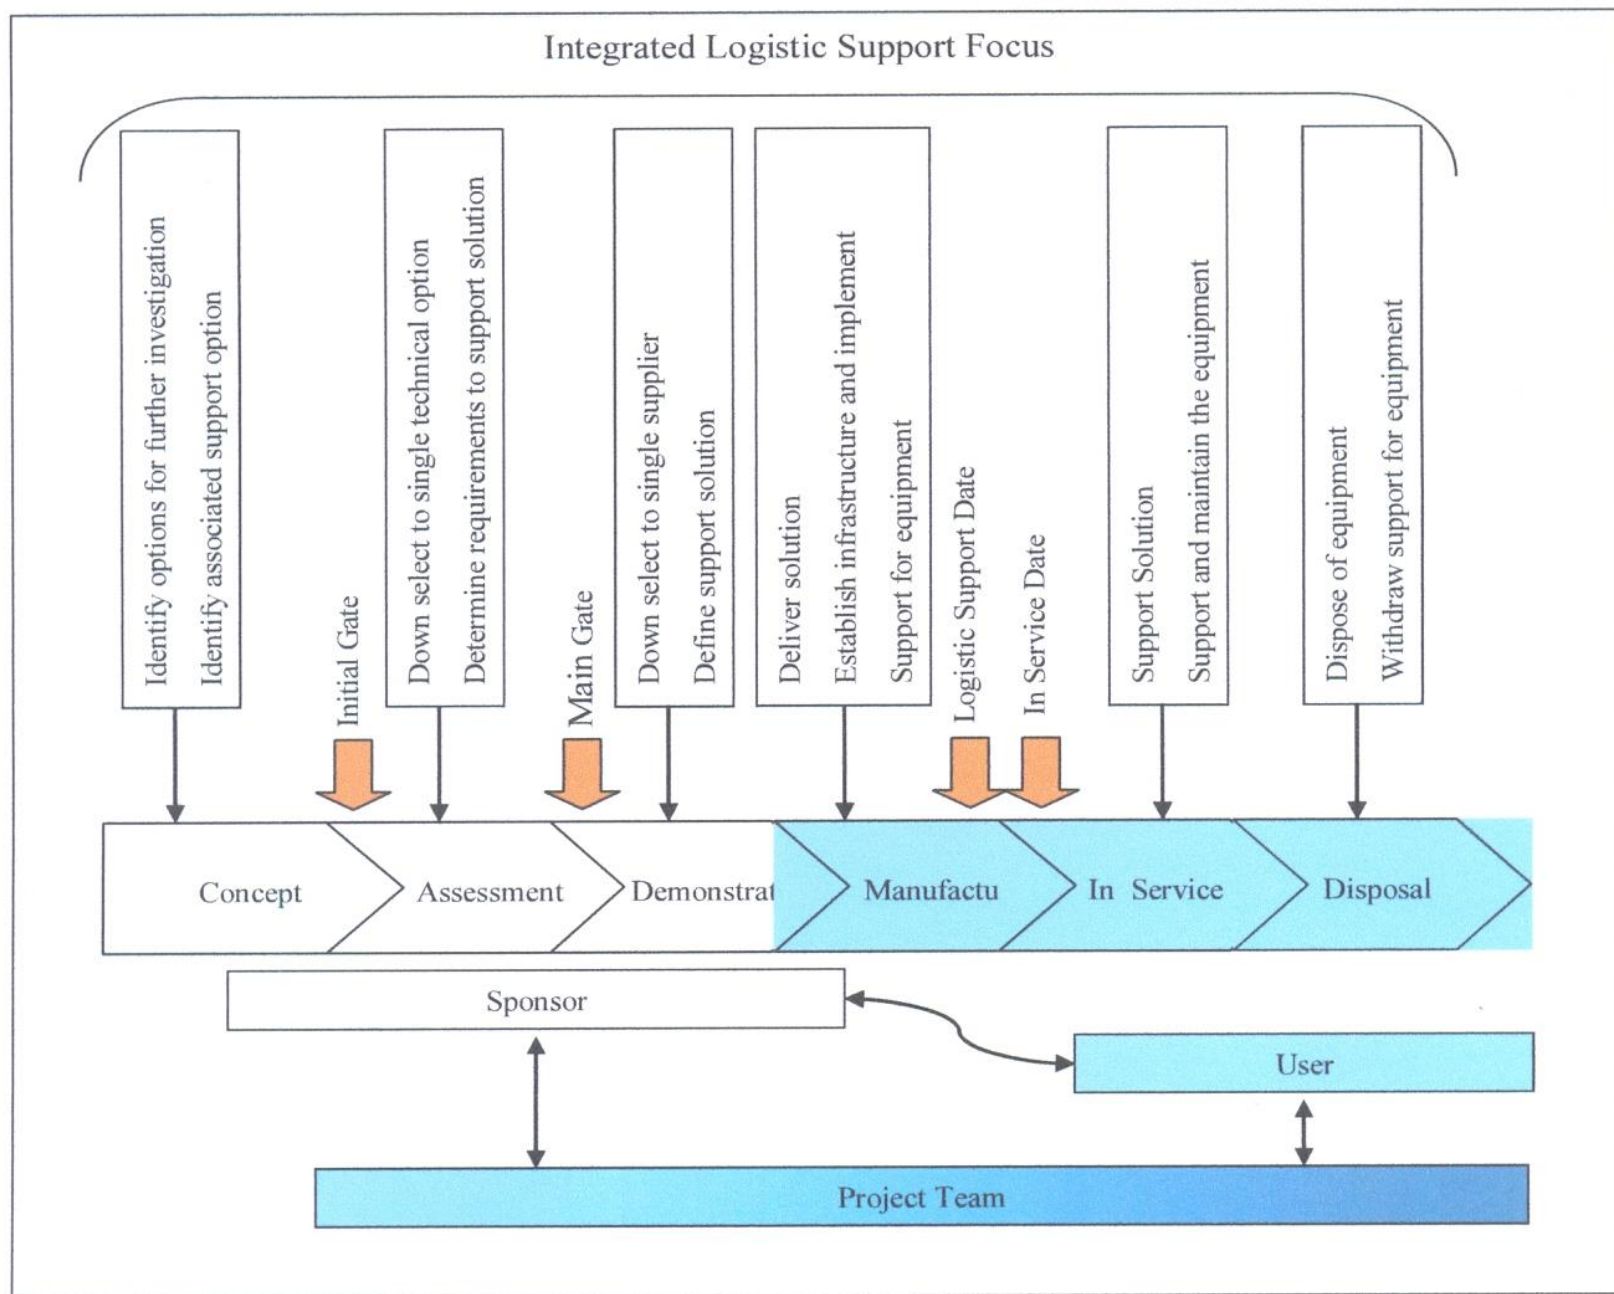 Integrated Logistic Support Focus
Identify options for further investigation
Identify associated support option
Initial Gate
Down select to single technical option
Determine requirements to support solution
Main Gate
Down select to single supplier
Define support solution
Deliver solution
Establish infrastructure and implement
Support for equipment
Logistic Support Date
In Service Date
Support Solution
Support and maintain the equipment
Dispose of equipment
Withdraw support for equipment
Concept
Assessment
Demonstrat
Manufactu
In Service
Disposal
Sponsor
User
Project Team